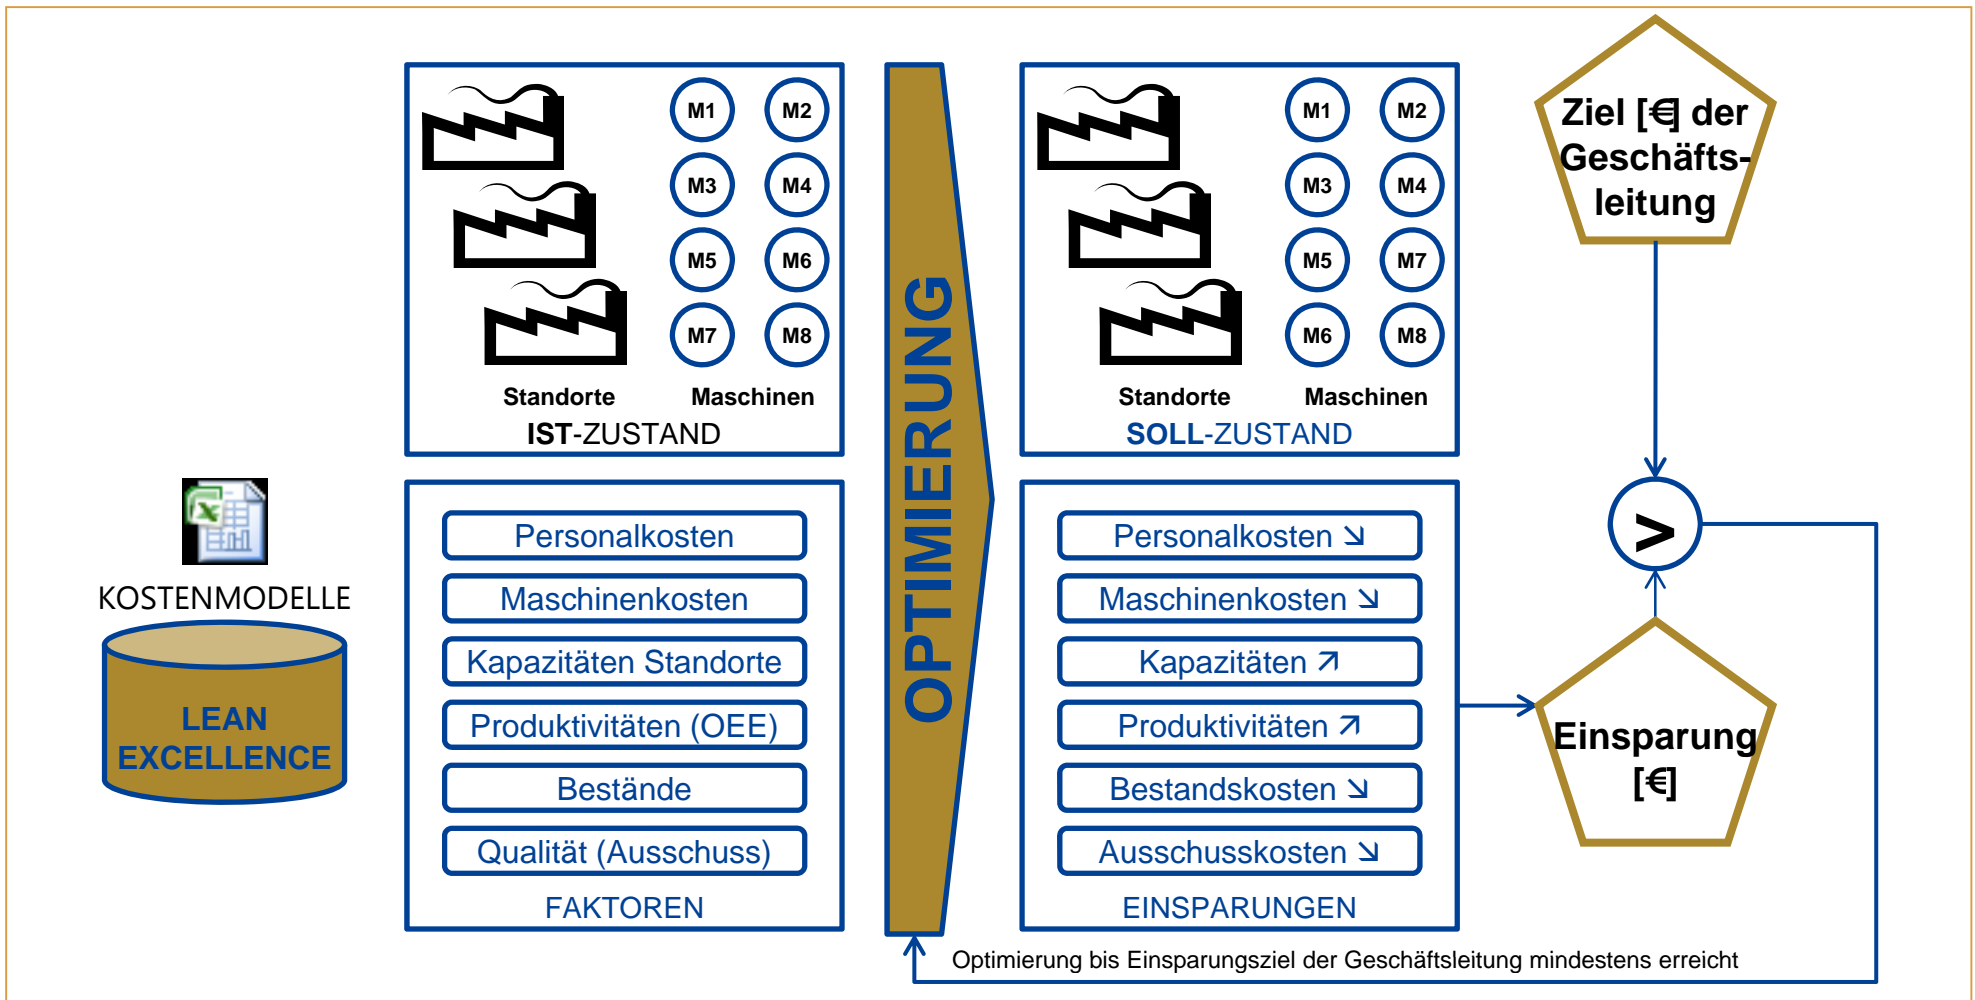 M1 M2
M3 M4
M5 M6
M7 M8
Standorte Maschinen
IST-ZUSTAND
OPTIMIERUNG
M1 M2
M3 M4
M5 M7
M6 M8
Standorte Maschinen
SOLL-ZUSTAND
Ziel [€] der
Geschäfts-
leitung
KOSTENMODELLE
LEAN
EXCELLENCE
Personalkosten
Maschinenkosten
Kapazitäten Standorte
Produktivitäten (OEE)
Bestände
Qualität (Ausschuss)
FAKTOREN
Personalkosten ↘
Maschinenkosten ↘
Kapazitäten ↗
Produktivitäten ↗
Bestandskosten ↘
Ausschusskosten ↘
EINSPARUNGEN
>
Einsparung
[€]
Optimierung bis Einsparungsziel der Geschäftsleitung mindestens erreicht